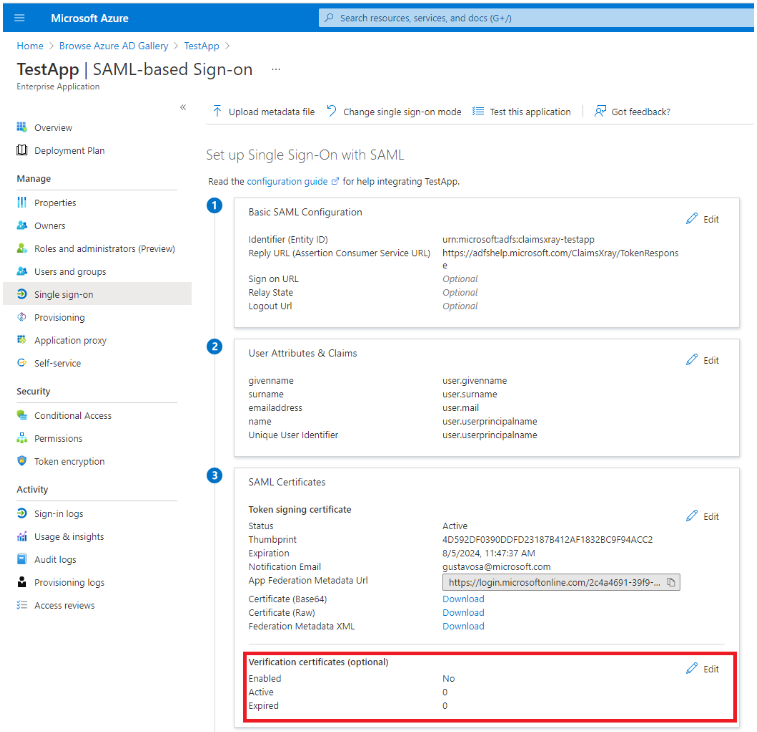 Microsoft Azure
Search resources, services, and docs (G+/)
Home > Browse Azure AD Gallery > TestApp >
TestApp | SAML-based Sign-on ...
Enterprise Application
«
Overview
Deployment Plan
Manage
Properties
Owners
Roles and administrators (Preview)
Users and groups
Single sign-on
Provisioning
Application proxy
Self-service
Security
Conditional Access
Permissions
Token encryption
Activity
Sign-in logs
Usage & insights
Audit logs
Provisioning logs
Access reviews
Upload metadata file Change single sign-on mode Test this application Got feedback?
Set up Single Sign-On with SAML
Read the configuration guide for help integrating TestApp.
1
Basic SAML Configuration Edit
Identifier (Entity ID) urn:microsoft:adfs:claimsxray-testapp
Reply URL (Assertion Consumer Service URL) https://adfshelp.microsoft.com/ClaimsXray/TokenRespons
e
Sign on URL Optional
Relay State Optional
Logout Url Optional
2
User Attributes & Claims Edit
givenname user.givenname
surname user.surname
emailaddress user.mail
name user.userprincipalname
Unique User Identifier user.userprincipalname
3
SAML Certificates
Token signing certificate Edit
Status Active
Thumbprint 4D592DF0390DDFD23187B412AF1832BC9F94ACC2
Expiration 8/5/2024, 11:47:37 AM
Notification Email gustavosa@microsoft.com
App Federation Metadata Url https://login.microsoftonline.com/2c4a4691-39f9-...
Certificate (Base64) Download
Certificate (Raw) Download
Federation Metadata XML Download
Verification certificates (optional) Edit
Enabled No
Active 0
Expired 0